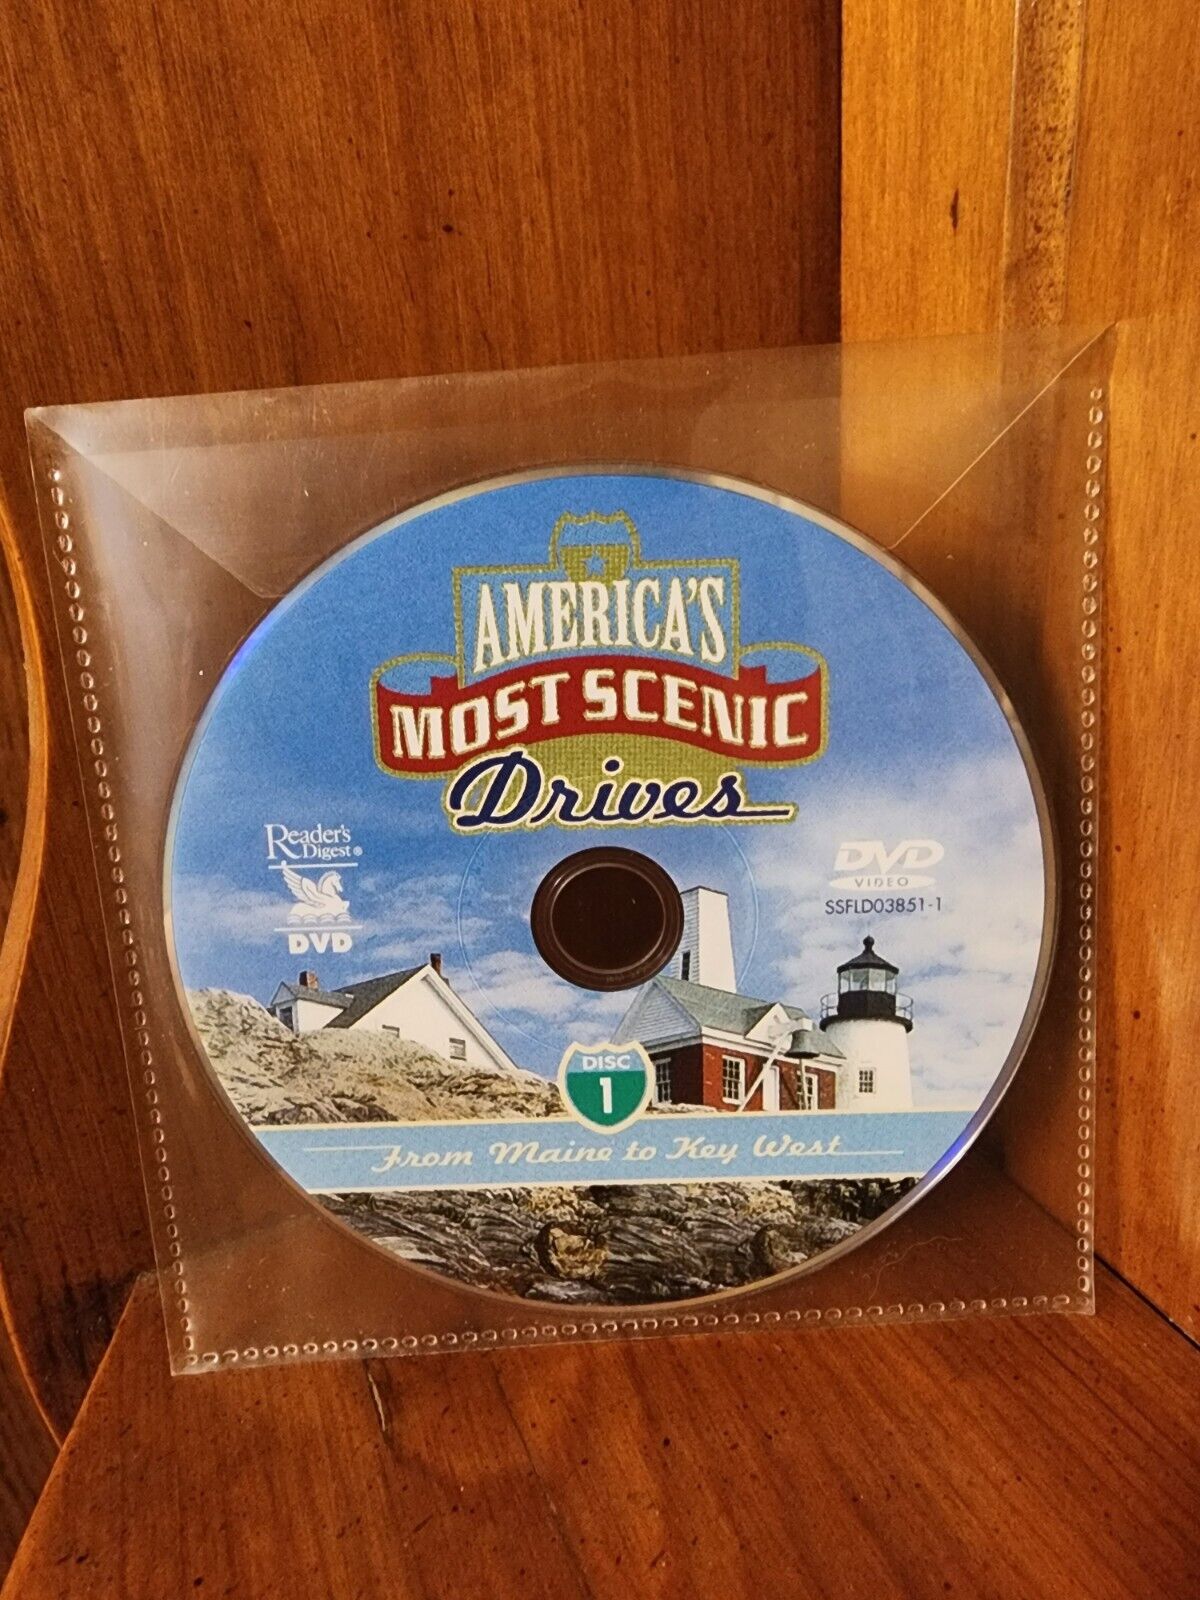 AMERICA'S
MOST SCENIC
Drives
Reader's
Digest®
DVD
DVD
VIDEO
SSFLD03851-1
DISC
1
From Maine to Key West